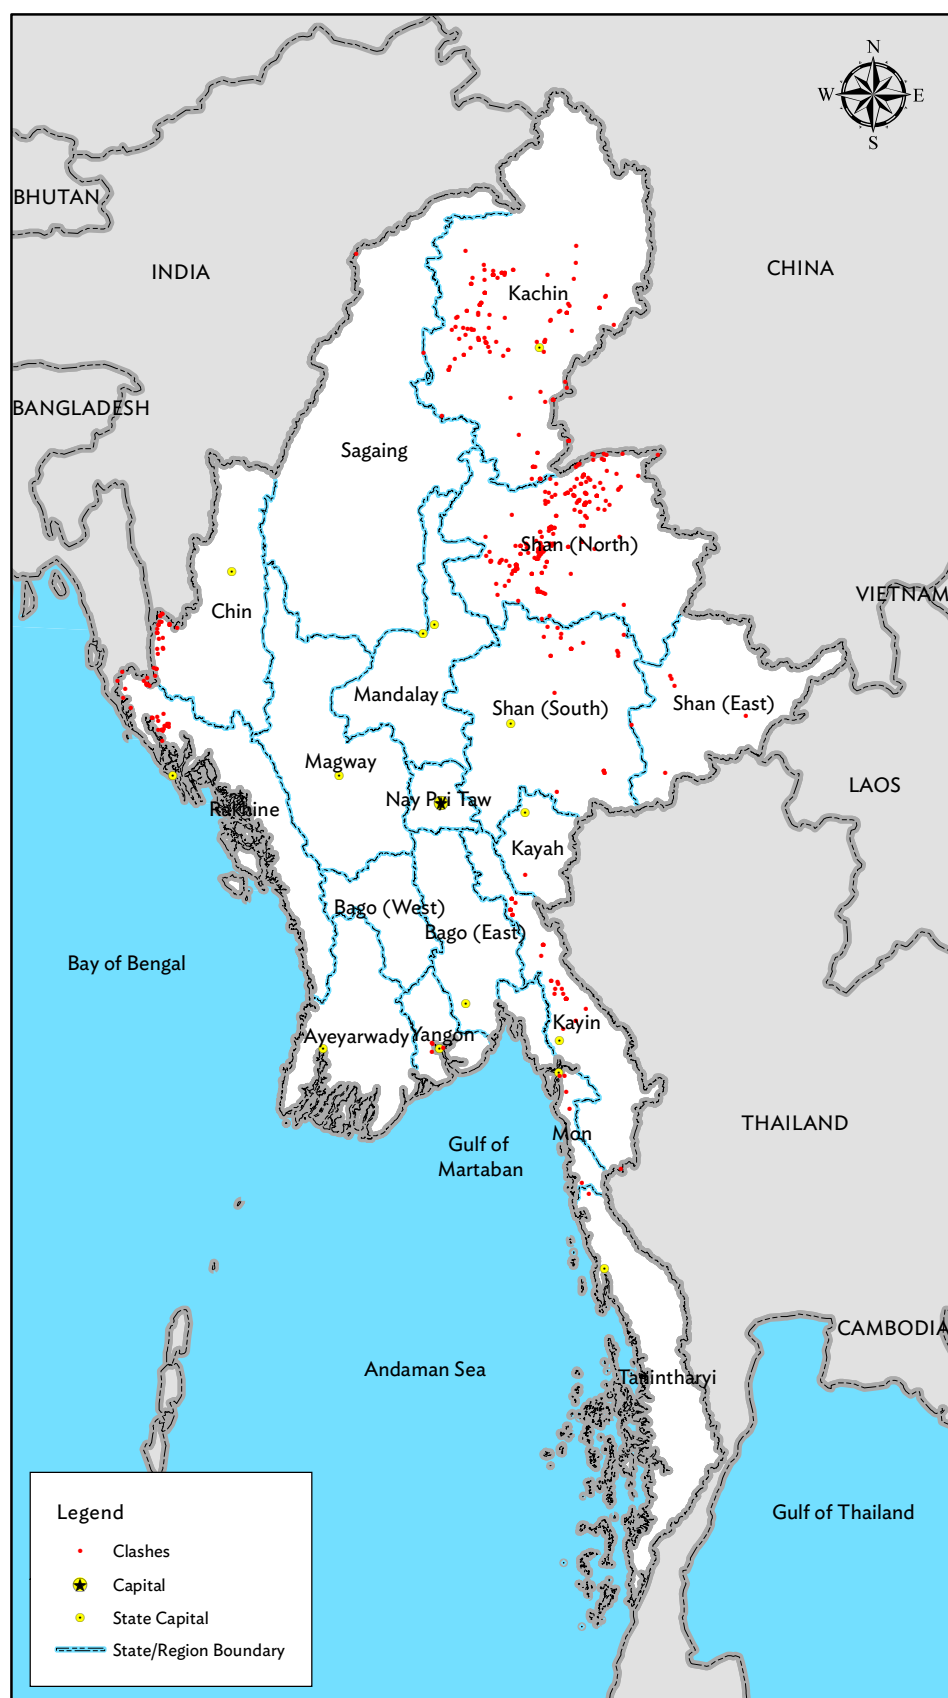 N
W
E
S
BHUTAN
INDIA
CHINA
Kachin
BANGLADESH
Sagaing
Shan (North)
VIETNAM
Chin
Mandalay
Shan (South)
Shan (East)
Magway
LAOS
Nay Pyi Taw
Rakhine
Kayah
Bago (West)
Bago (East)
Bay of Bengal
Kayin
Ayeyarwady
Yangon
THAILAND
Mon
Gulf of
Martaban
CAMBODIA
Andaman Sea
Tanintharyi
Gulf of Thailand
Legend
Clashes
Capital
State Capital
State/Region Boundary